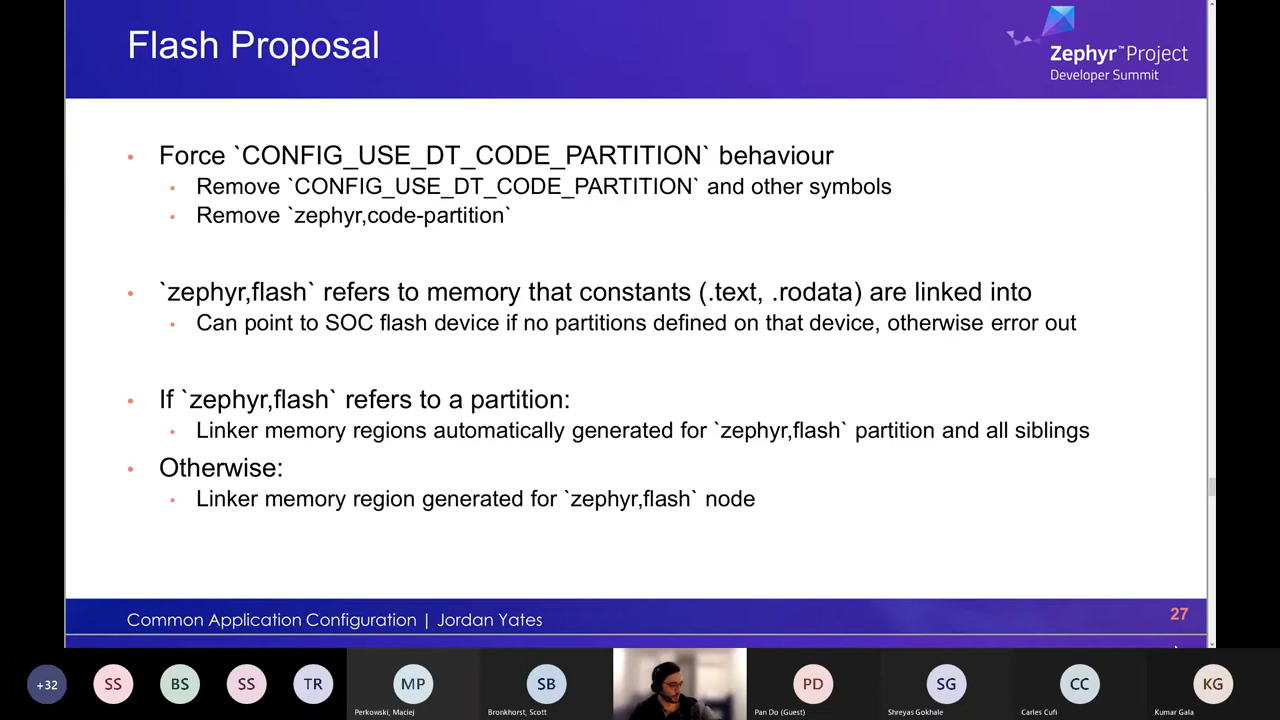 Flash Proposal
Zephyr™Project
Developer Summit
• Force `CONFIG_USE_DT_CODE_PARTITION` behaviour
• Remove `CONFIG_USE_DT_CODE_PARTITION` and other symbols
• Remove `zephyr,code-partition`
• `zephyr,flash` refers to memory that constants (.text, .rodata) are linked into
• Can point to SOC flash device if no partitions defined on that device, otherwise error out
• If `zephyr,flash` refers to a partition:
• Linker memory regions automatically generated for `zephyr,flash` partition and all siblings
• Otherwise:
• Linker memory region generated for `zephyr,flash` node
Common Application Configuration | Jordan Yates
27
+32
SS
BS
SS
TR
MP
SB
PD
SG
CC
KG
Perkowski, Maciej
Bronkhorst, Scott
Pan Do (Guest)
Shreyas Gokhale
Carles Cufi
Kumar Gala